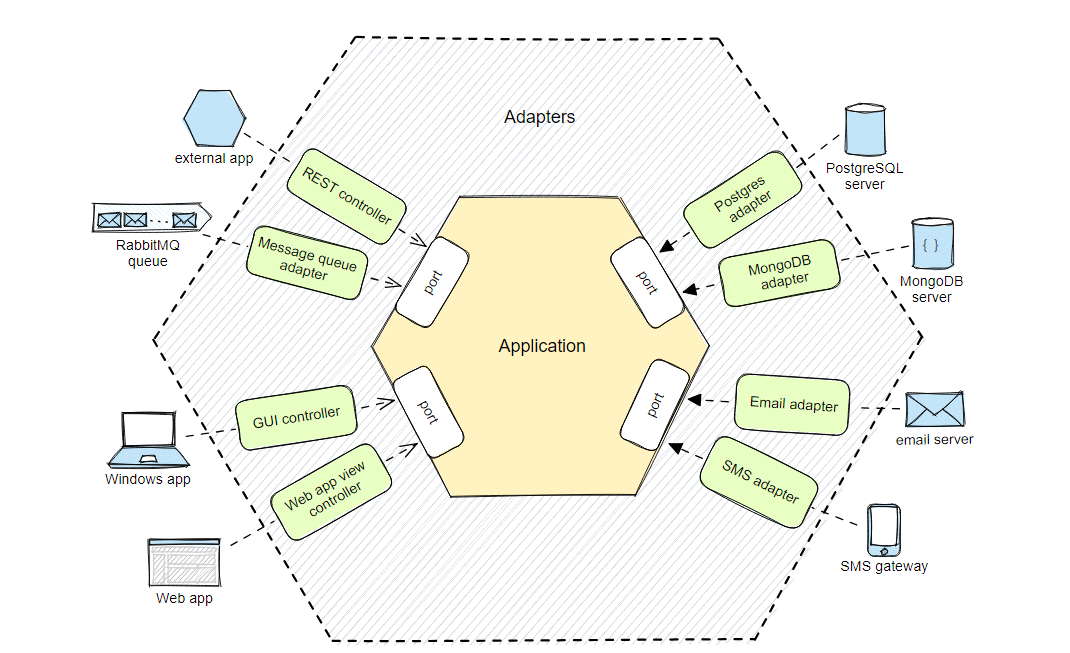 Adapters
external app
REST controller
RabbitMQ
queue
Message queue
adapter
port
port
GUI controller
Windows app
Web app view
controller
Web app
Application
PostgreSQL
server
Postgres
adapter
MongoDB
server
{ }
MongoDB
adapter
port
port
Email adapter
email server
SMS adapter
SMS gateway